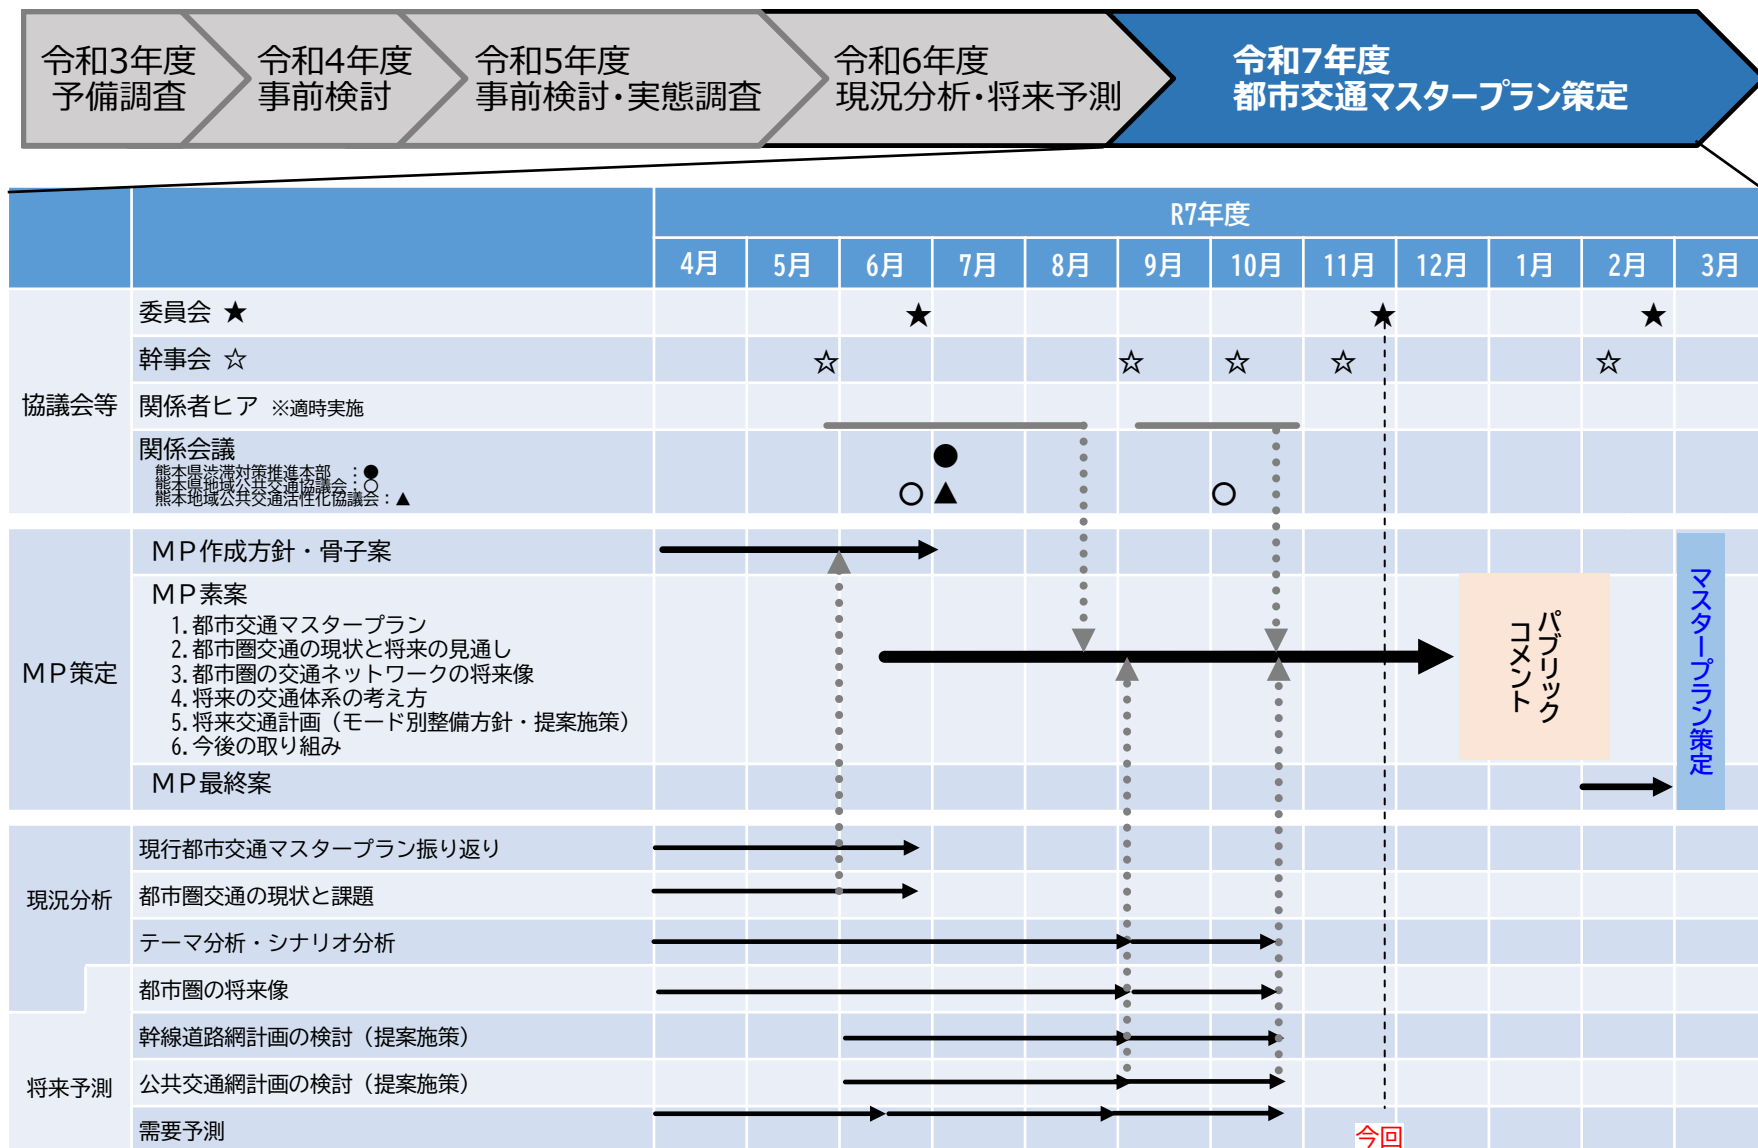 令和3年度
予備調査
令和4年度
事前検討
令和5年度
事前検討・実態調査
令和6年度
現況分析・将来予測
令和7年度
都市交通マスタープラン策定
R7年度
4月 5月 6月 7月 8月 9月 10月 11月 12月 1月 2月 3月
協議会等
委員会 ★
幹事会 ☆
関係者ヒア ※適時実施
関係会議
熊本県渋滞対策推進本部 ：●
熊本県地域公共交通協議会：○
熊本地域公共交通活性化協議会：▲
ＭＰ策定
ＭＰ作成方針・骨子案
ＭＰ素案
1.都市交通マスタープラン
2.都市圏交通の現状と将来の見通し
3.都市圏の交通ネットワークの将来像
4.将来の交通体系の考え方
5.将来交通計画（モード別整備方針・提案施策）
6.今後の取り組み
ＭＰ最終案
パブリック
コメント
マスタープラン策定
現況分析
現行都市交通マスタープラン振り返り
都市圏交通の現状と課題
テーマ分析・シナリオ分析
都市圏の将来像
将来予測
幹線道路網計画の検討（提案施策）
公共交通網計画の検討（提案施策）
需要予測
今回